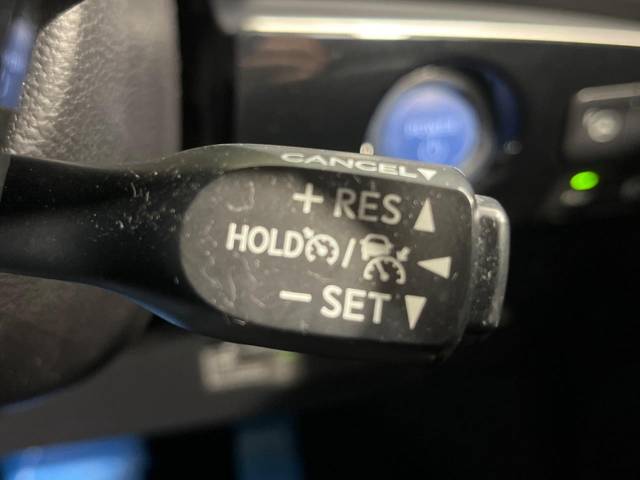 CANCEL▼
+ RES ▲
HOLD / ◀
− SET ▼